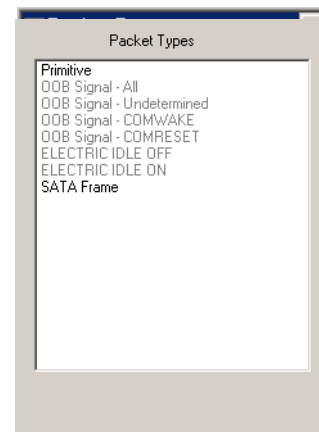 Packet Types
Primitive
OOB Signal - All
OOB Signal - Undetermined
OOB Signal - COMWAKE
OOB Signal - COMRESET
ELECTRIC IDLE OFF
ELECTRIC IDLE ON
SATA Frame